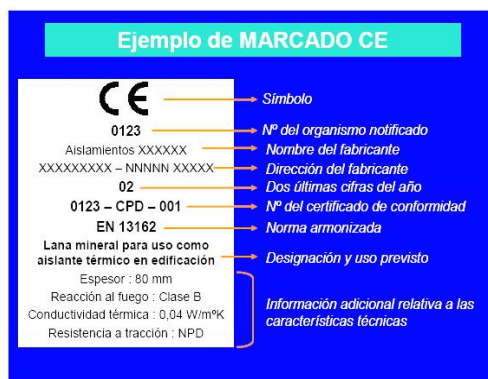 Ejemplo de MARCADO CE
CE
Símbolo
0123
Nº del organismo notificado
Aislamientos XXXXXX
Nombre del fabricante
XXXXXXXXX – NNNNN XXXXX
Dirección del fabricante
02
Dos últimas cifras del año
0123 – CPD – 001
Nº del certificado de conformidad
EN 13162
Norma armonizada
Lana mineral para uso como
aislante térmico en edificación
Designación y uso previsto
Espesor : 80 mm
Reacción al fuego : Clase B
Conductividad térmica : 0,04 W/mºK
Resistencia a tracción : NPD
Información adicional relativa a las
características técnicas